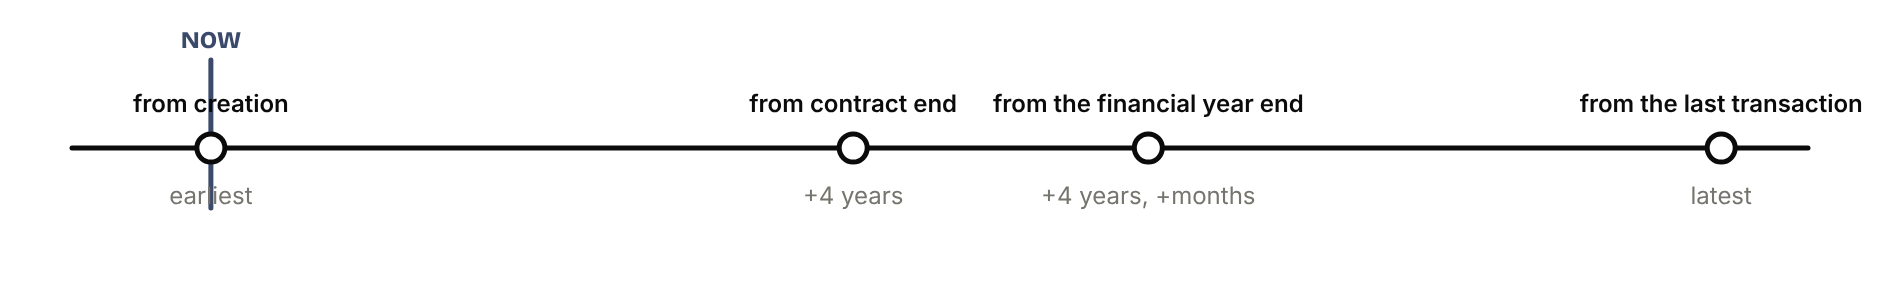 NOW
from creation
from contract end
from the financial year end
from the last transaction
earliest
+4 years
+4 years, +months
latest